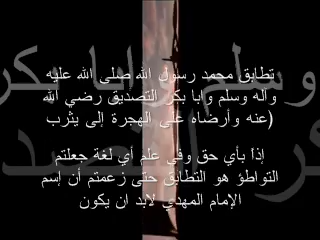 تطابق محمد رسول الله صلى الله عليه
وآله وسلم وابا بكر التصديق رضي الله
عنه وأرضاه على الهجرة إلى يثرب)
إذاً بأي حق وفي علم أي لغة جعلتم
التواطؤ هو التطابق حتى زعمتم أن إسم
الإمام المهدي لابد ان يكون